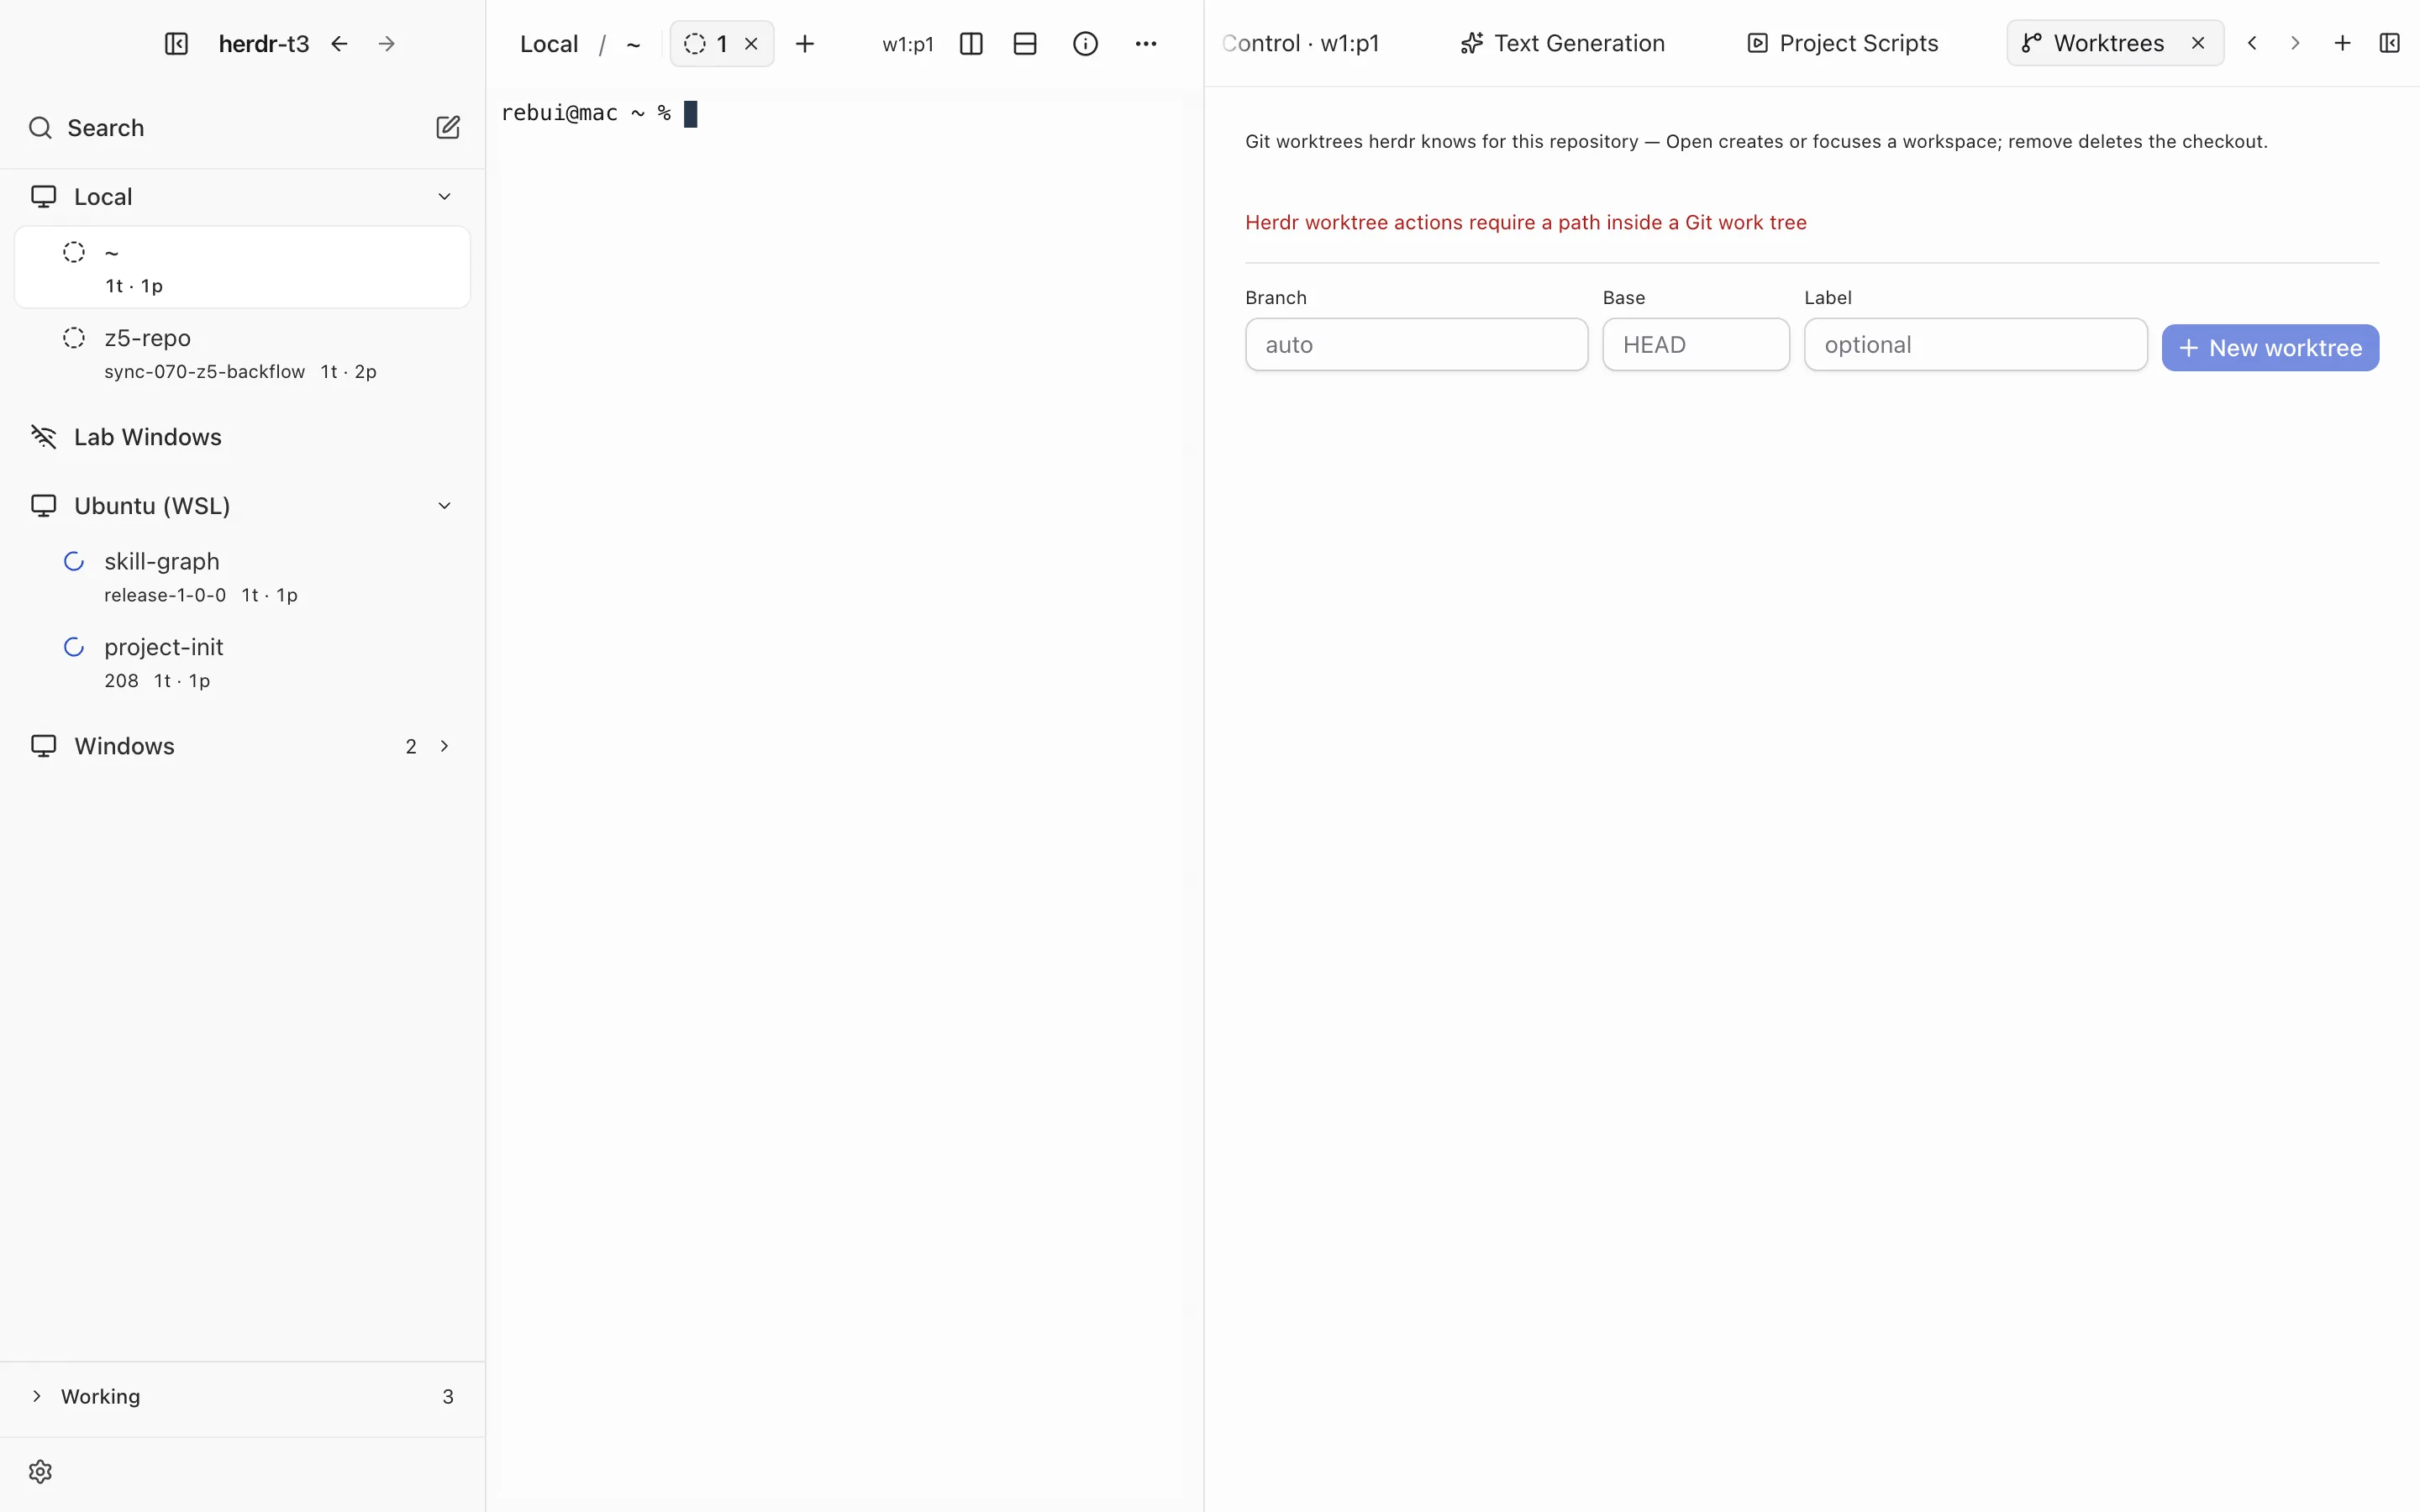 herdr-t3
Search
Local
~
1t · 1p
z5-repo
sync-070-z5-backflow 1t · 2p
Lab Windows
Ubuntu (WSL)
skill-graph
release-1-0-0 1t · 1p
project-init
208 1t · 1p
Windows 2
Working 3
Local / ~ 1 w1:p1
rebui@mac ~ %
Control · w1:p1 Text Generation Project Scripts Worktrees
Git worktrees herdr knows for this repository — Open creates or focuses a workspace; remove deletes the checkout.
Herdr worktree actions require a path inside a Git work tree
Branch Base Label
auto HEAD optional + New worktree